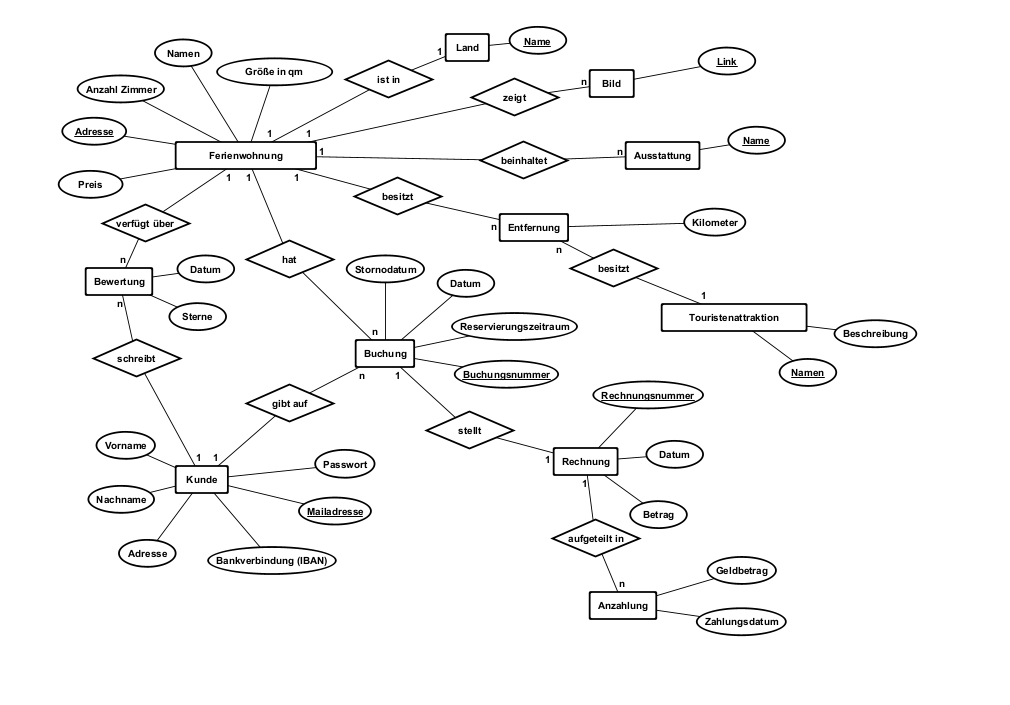 Land
Name
1
Namen
Größe in qm
ist in
Link
n
Bild
Anzahl Zimmer
zeigt
Adresse
1
1
Name
Ferienwohnung
1
beinhaltet
n
Ausstattung
Preis
1
1
1
besitzt
verfügt über
n
Entfernung
Kilometer
n
n
hat
Datum
Stornodatum
besitzt
Bewertung
Datum
1
n
Sterne
Touristenattraktion
Reservierungszeitraum
Beschreibung
n
Buchung
schreibt
Buchungsnummer
Namen
n
1
gibt auf
Rechnungsnummer
stellt
Vorname
1
1
1
Rechnung
Datum
Passwort
Kunde
1
Nachname
Mailadresse
Betrag
aufgeteilt in
Adresse
Bankverbindung (IBAN)
Geldbetrag
n
Anzahlung
Zahlungsdatum